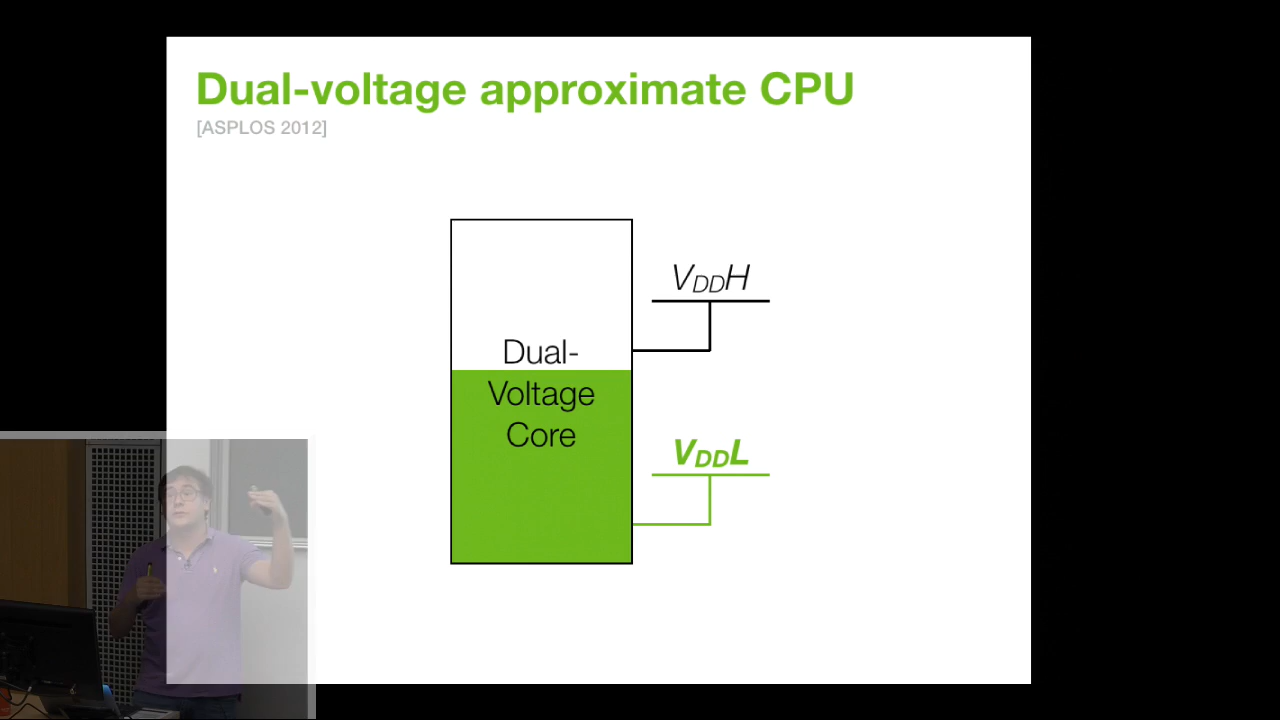 Dual-voltage approximate CPU
[ASPLOS 2012]
VDDH
Dual-
Voltage
Core
VDDL